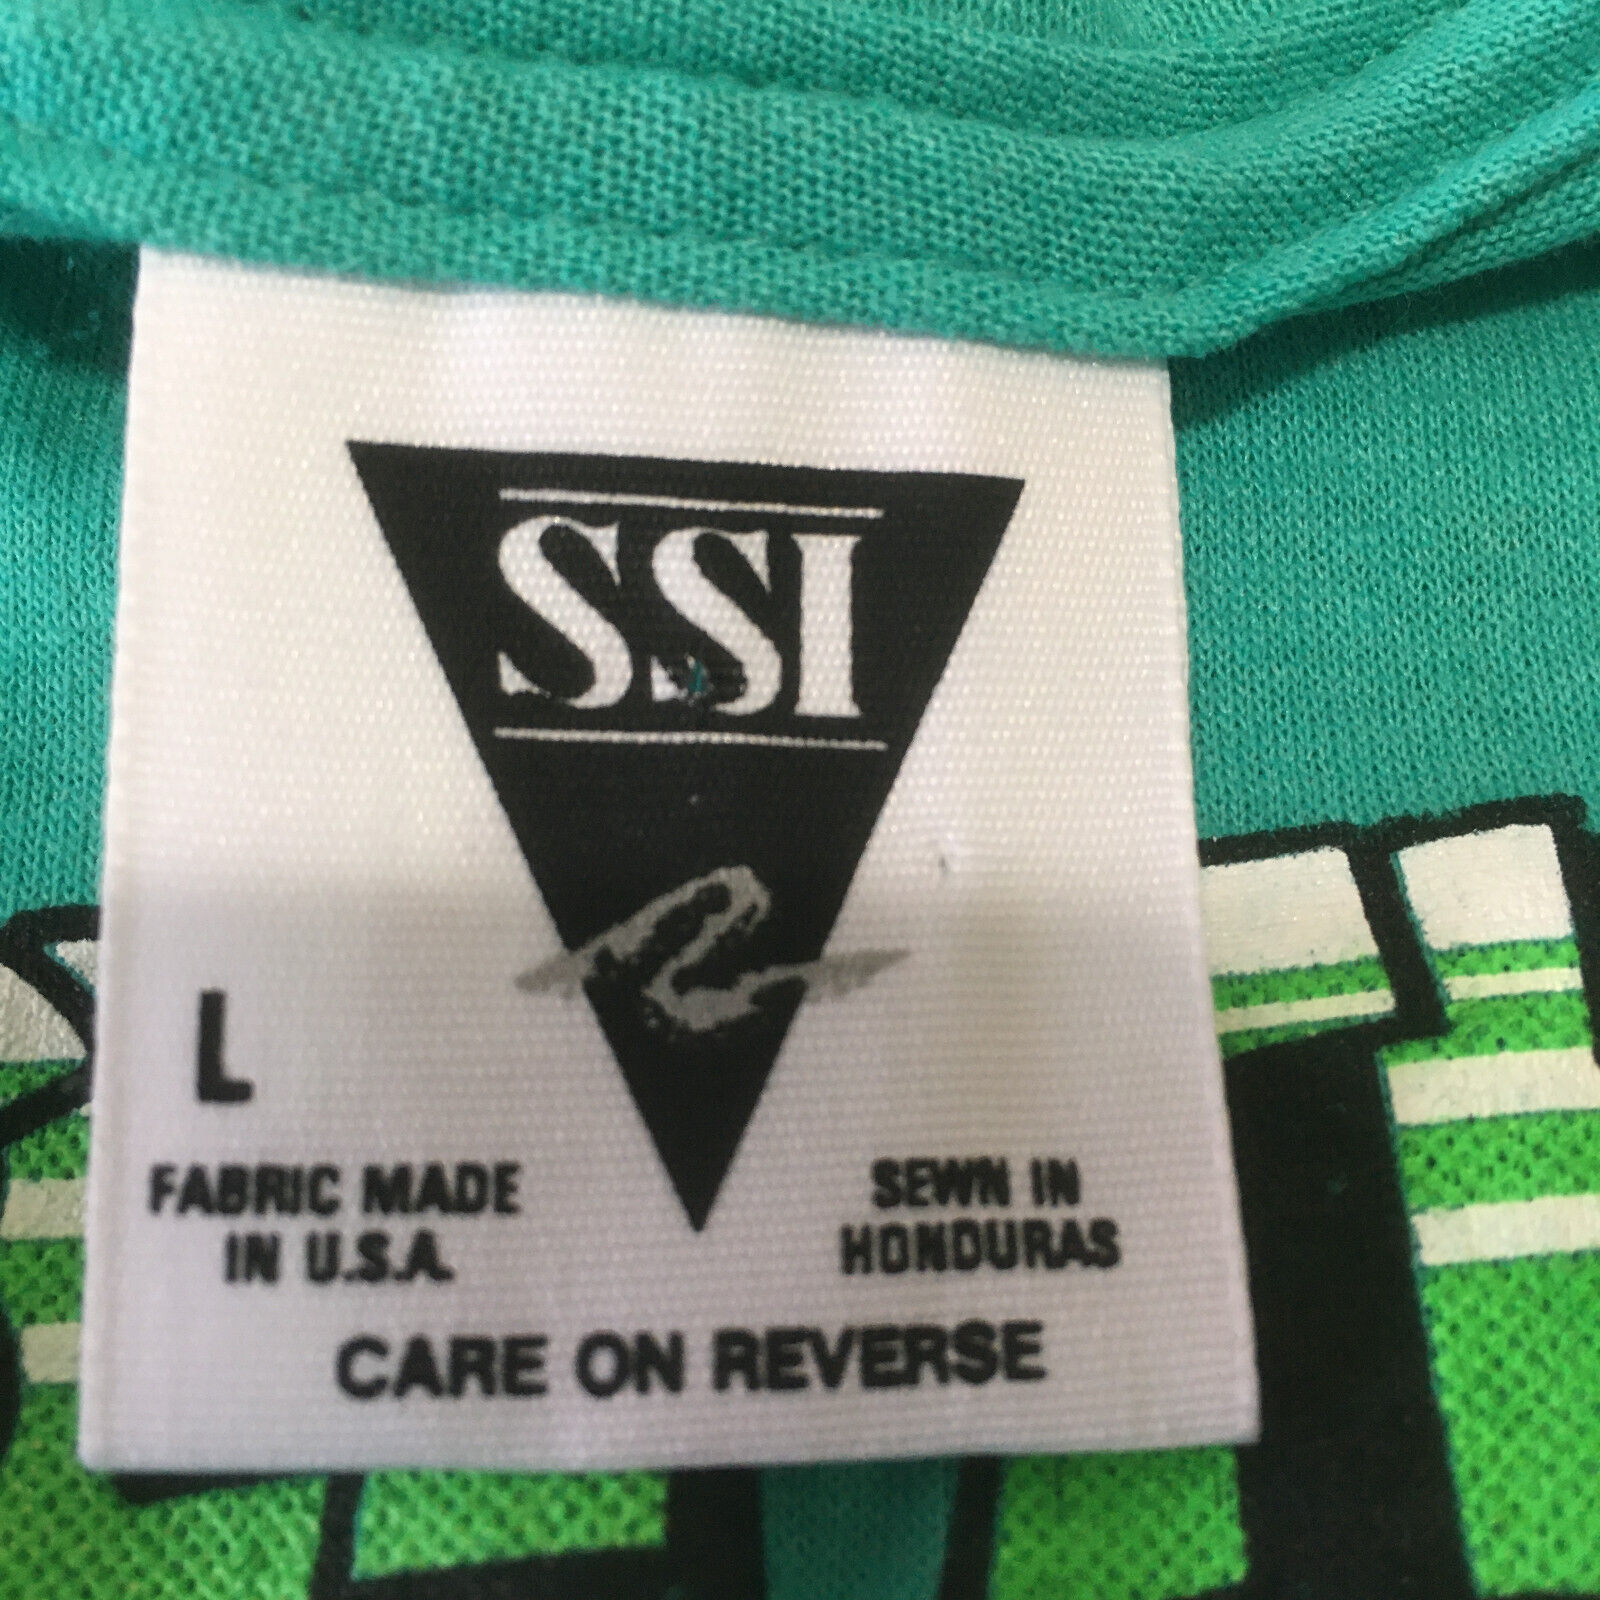 SSI
L
FABRIC MADE
IN U.S.A.
SEWN IN
HONDURAS
CARE ON REVERSE